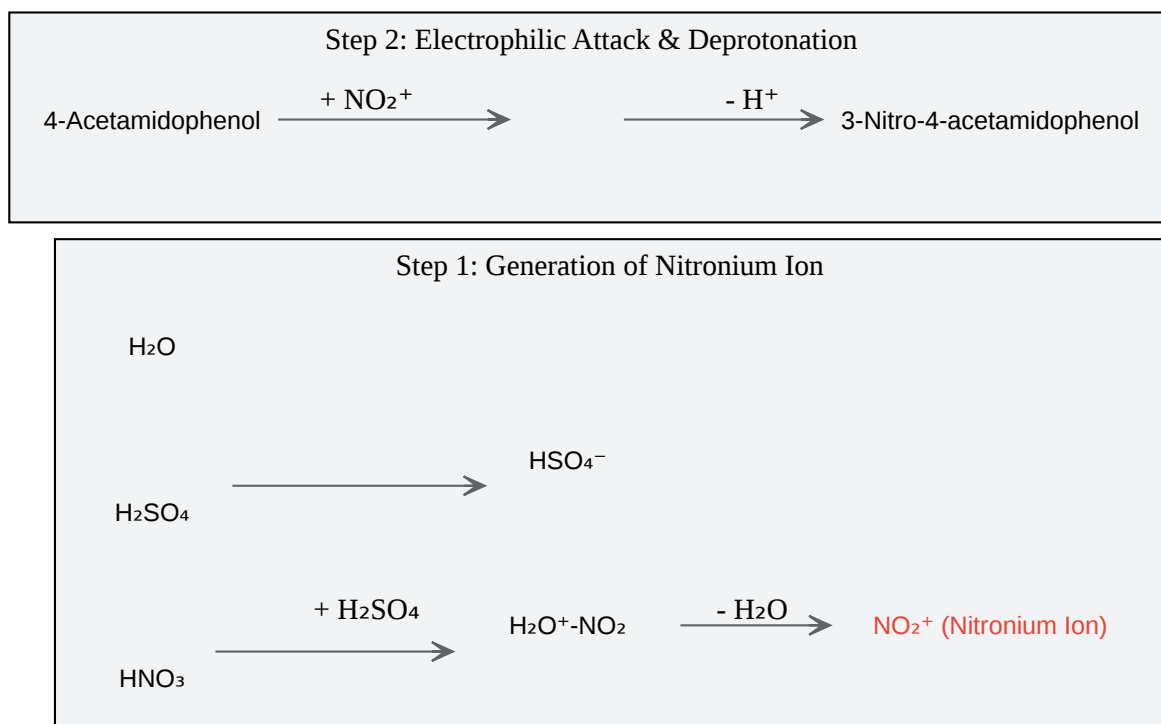 Step 2: Electrophilic Attack & Deprotonation
4-Acetamidophenol
+ NO₂⁺
- H⁺
3-Nitro-4-acetamidophenol
Step 1: Generation of Nitronium Ion
H₂O
H₂SO₄
HSO₄⁻
HNO₃
+ H₂SO₄
H₂O⁺-NO₂
- H₂O
NO₂⁺ (Nitronium Ion)